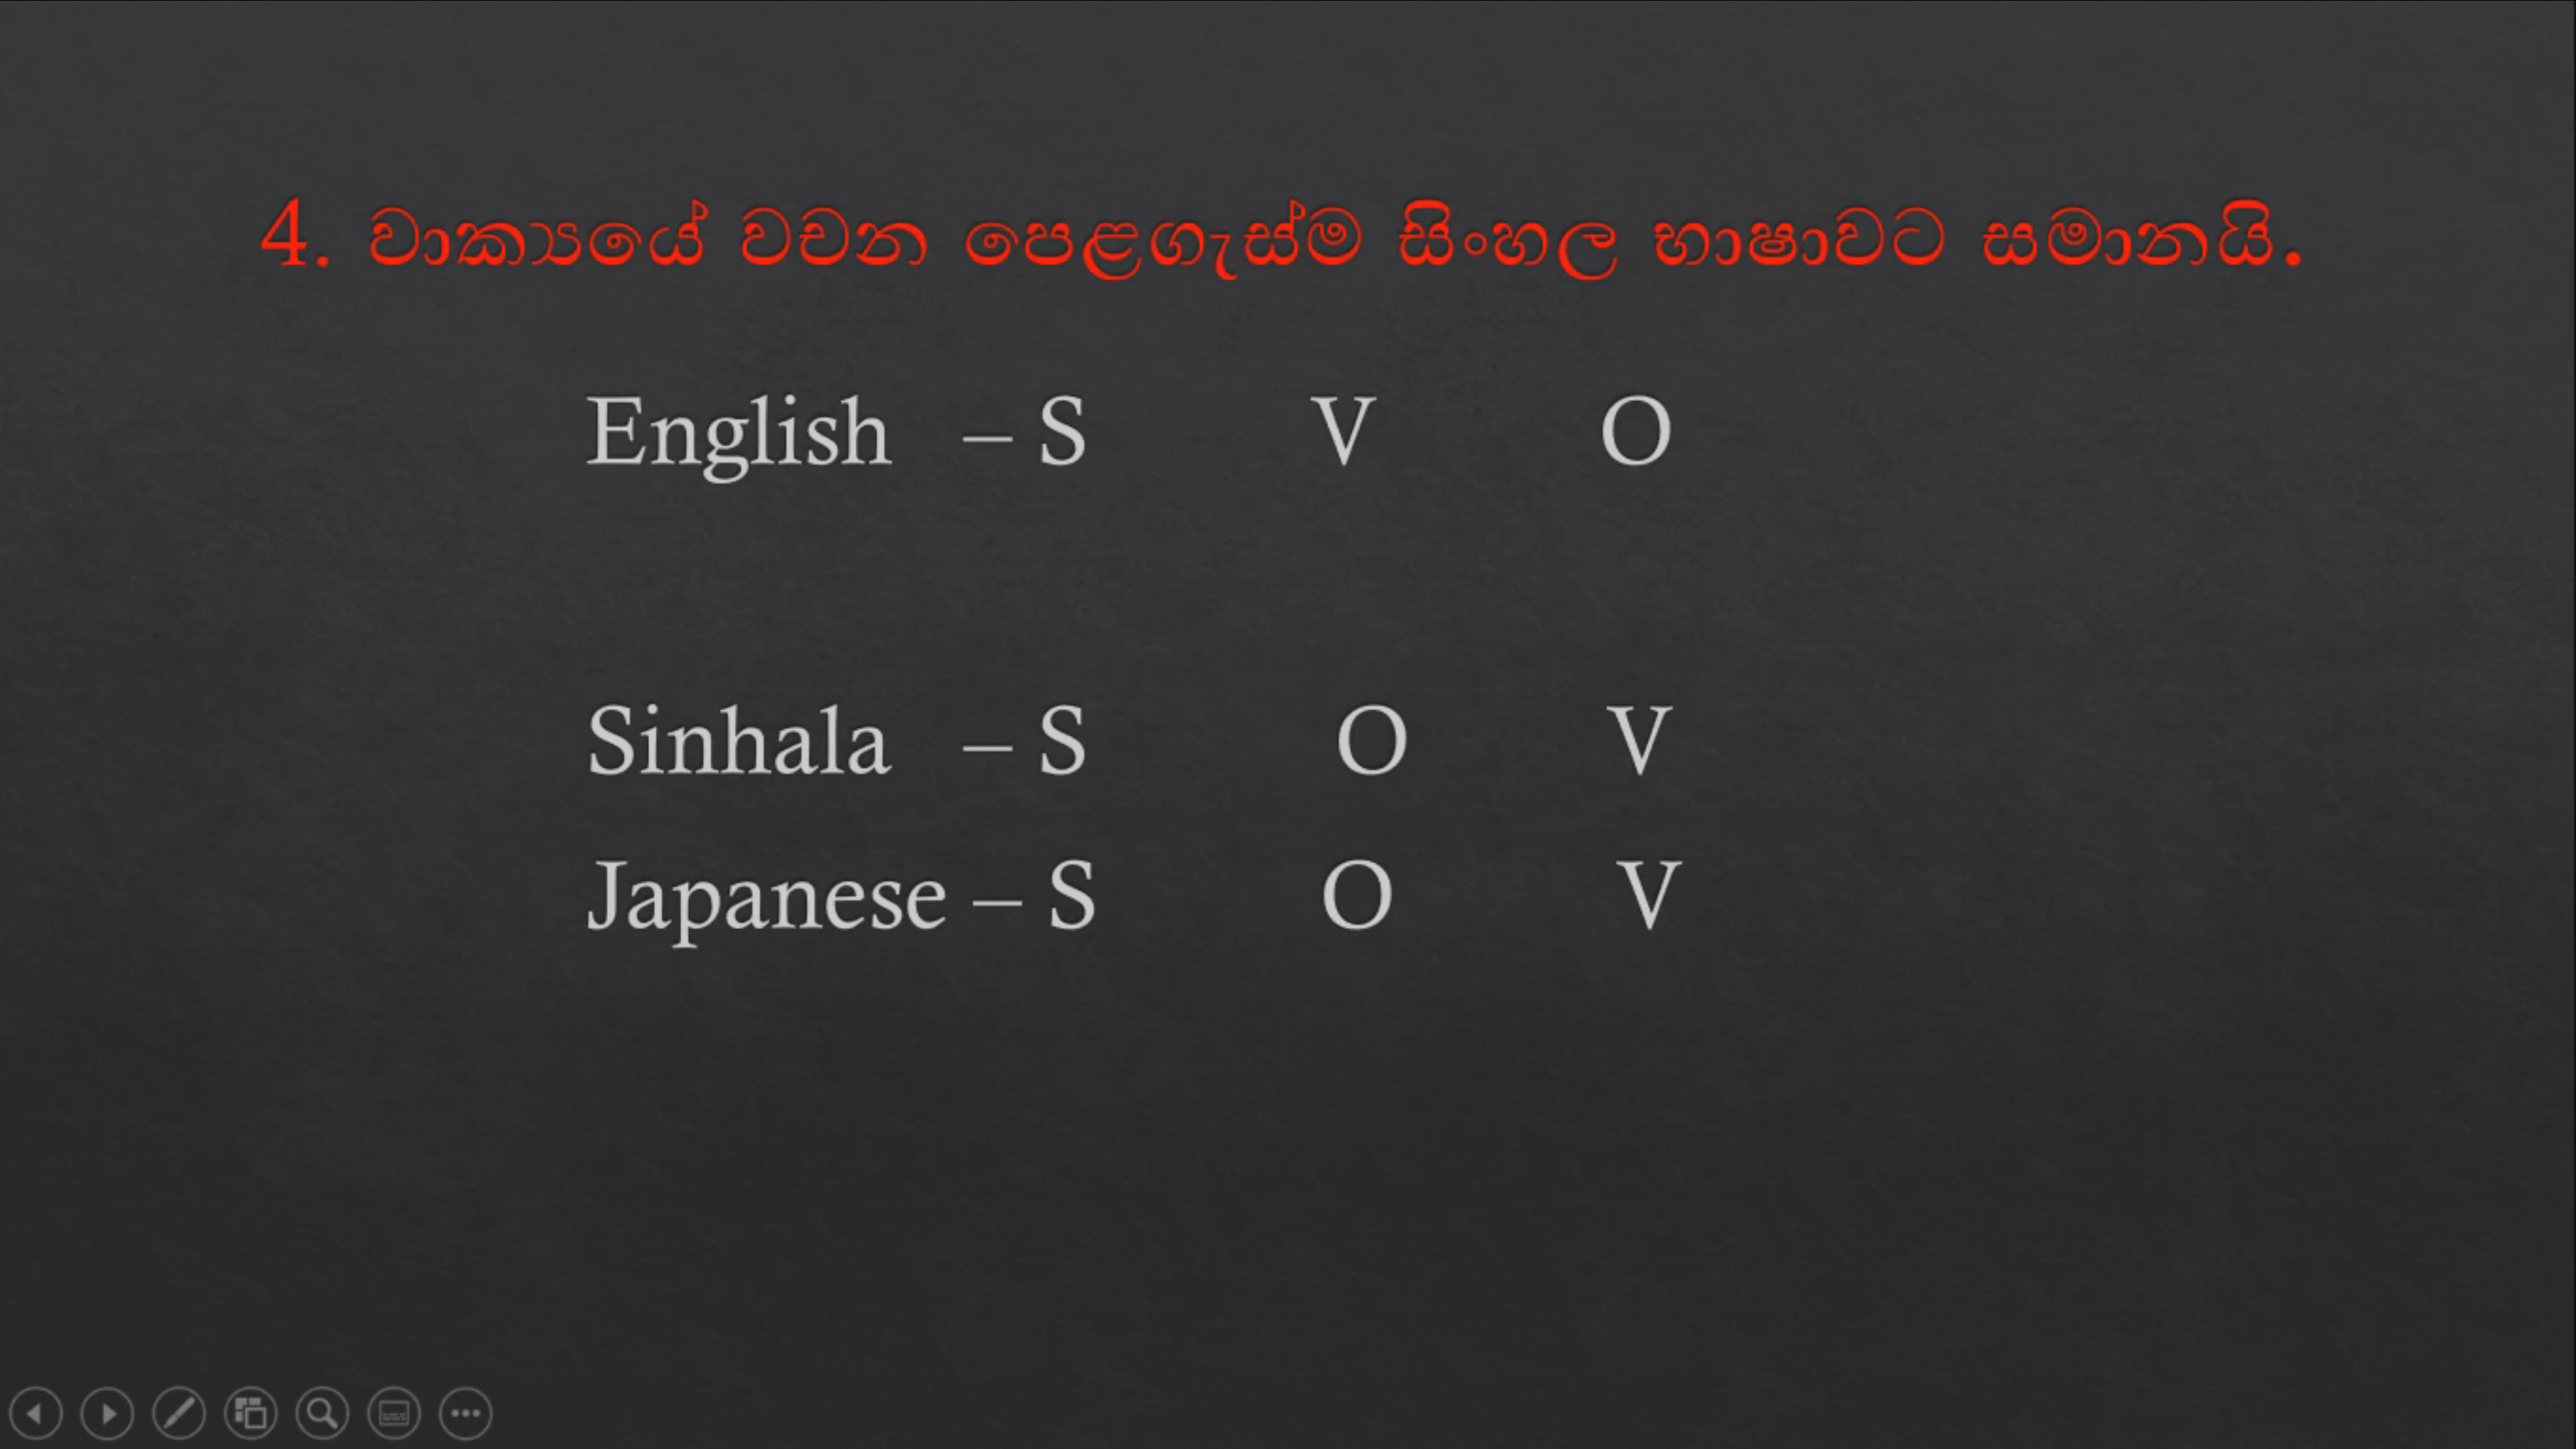 4. වාක්‍යයේ වචන පෙළගැස්ම සිංහල භාෂාවට සමානයි.
English – S V O
Sinhala – S O V
Japanese – S O V